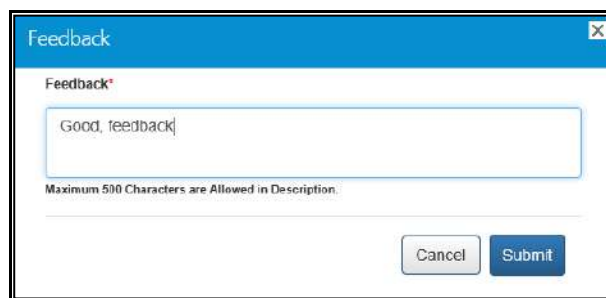 Feedback
Feedback*
Good, feedback
Maximum 500 Characters are Allowed in Description.
Cancel Submit